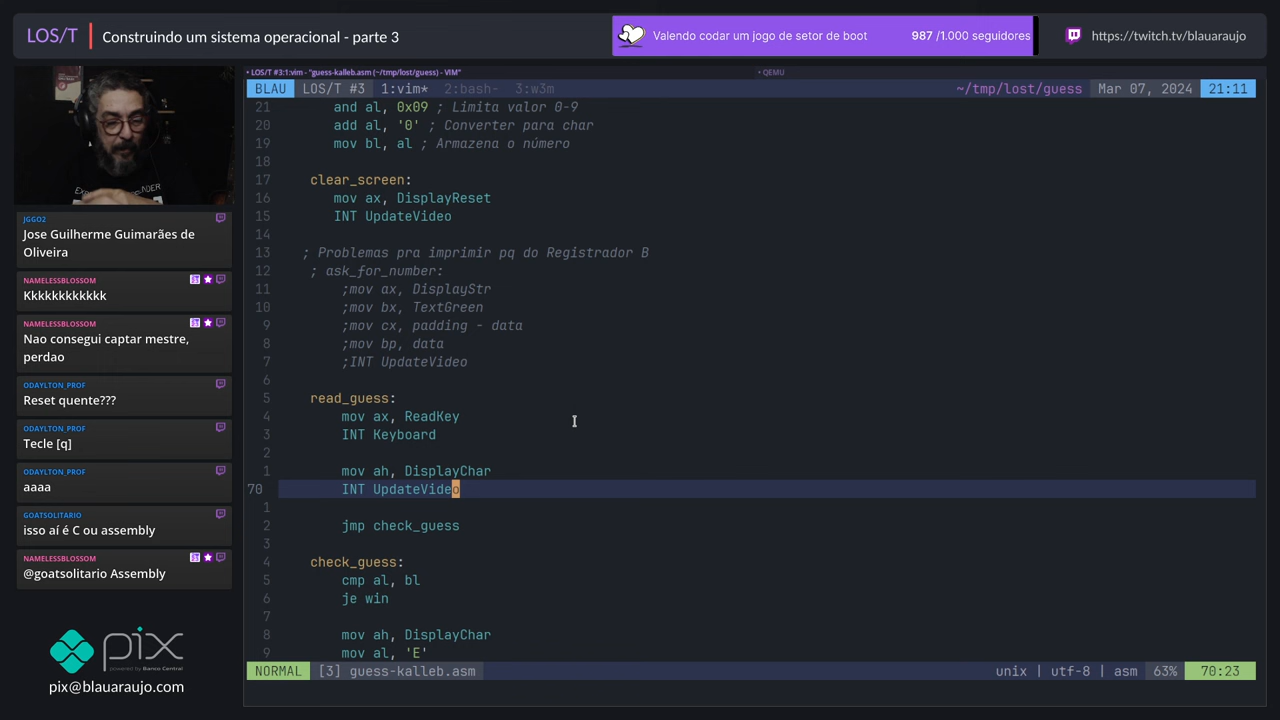 LOS/T
Construindo um sistema operacional - parte 3
Valendo codar um jogo de setor de boot
987 /1.000 seguidores
https://twitch.tv/blauaraujo
• LOS/T #3:1:vim- "guess-kalleb.asm (~/tmp/lost/guess) - VIM"
• QEMU
BLAU LOS/T #3 1:vim* 2:bash- 3:w3m ~/tmp/lost/guess Mar 07, 2024 21:11
21 and al, 0x09 ; Limita valor 0-9
20 add al, '0' ; Converter para char
19 mov bl, al ; Armazena o número
18
17 clear_screen:
16 mov ax, DisplayReset
15 INT UpdateVideo
14
13 ; Problemas pra imprimir pq do Registrador B
12 ; ask_for_number:
11 ;mov ax, DisplayStr
10 ;mov bx, TextGreen
9 ;mov cx, padding - data
8 ;mov bp, data
7 ;INT UpdateVideo
6
5 read_guess:
4 mov ax, ReadKey
3 INT Keyboard
2
1 mov ah, DisplayChar
70 INT UpdateVideo
1
2 jmp check_guess
3
4 check_guess:
5 cmp al, bl
6 je win
7
8 mov ah, DisplayChar
9 mov al, 'E'
NORMAL [3] guess-kalleb.asm unix | utf-8 | asm 63% 70:23
JGGO2
Jose Guilherme Guimarães de
Oliveira
NAMELESSBLOSSOM
Kkkkkkkkkkk
NAMELESSBLOSSOM
Nao consegui captar mestre,
perdao
ODAYLTON_PROF
Reset quente???
ODAYLTON_PROF
Tecle [q]
ODAYLTON_PROF
aaaa
GOATSOLITARIO
isso aí é C ou assembly
NAMELESSBLOSSOM
@goatsolitario Assembly
pix
powered by Banco Central
pix@blauaraujo.com